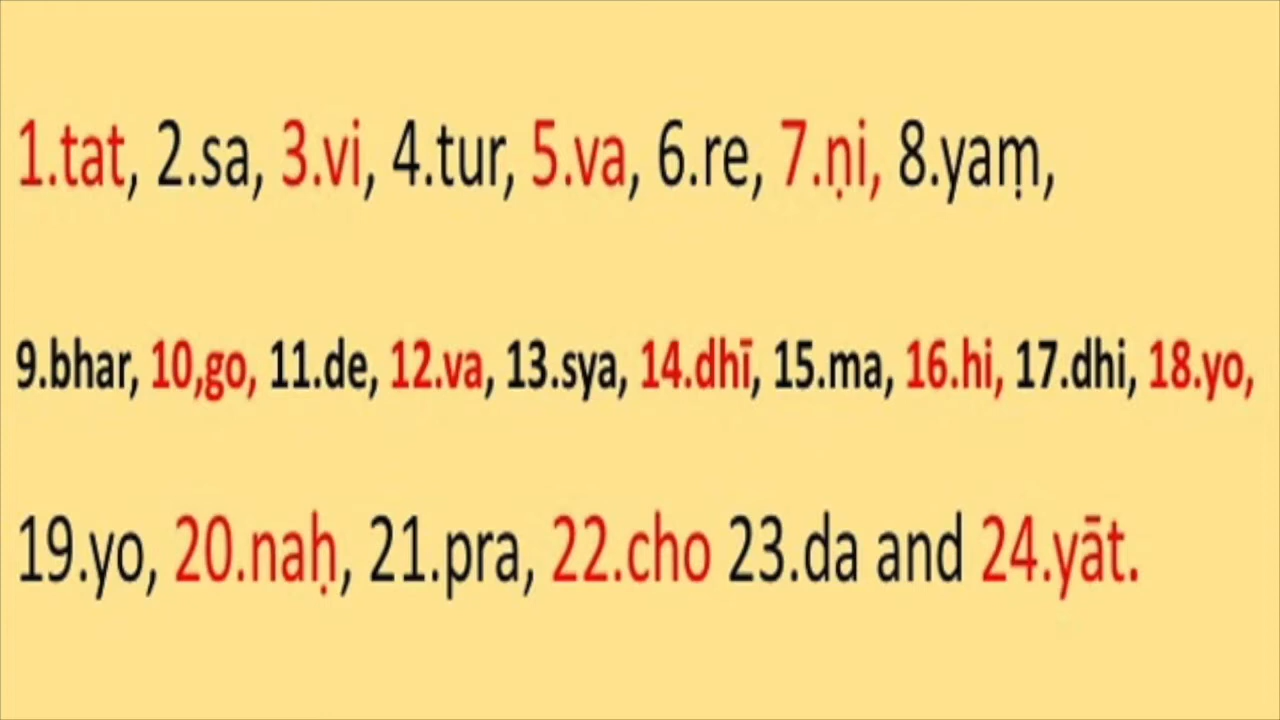 1.tat, 2.sa, 3.vi, 4.tur, 5.va, 6.re, 7.ṇi, 8.yaṃ,
9.bhar, 10,go, 11.de, 12.va, 13.sya, 14.dhī, 15.ma, 16.hi, 17.dhi, 18.yo,
19.yo, 20.naḥ, 21.pra, 22.cho 23.da and 24.yāt.